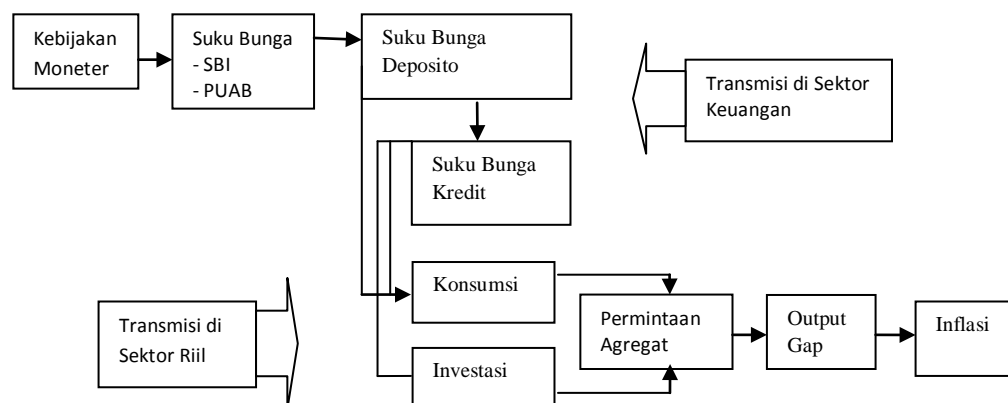 Kebijakan
Moneter
Suku Bunga
- SBI
- PUAB
Suku Bunga
Deposito
Transmisi di Sektor
Keuangan
Suku Bunga
Kredit
Konsumsi
Transmisi di
Sektor Riil
Investasi
Permintaan
Agregat
Output
Gap
Inflasi